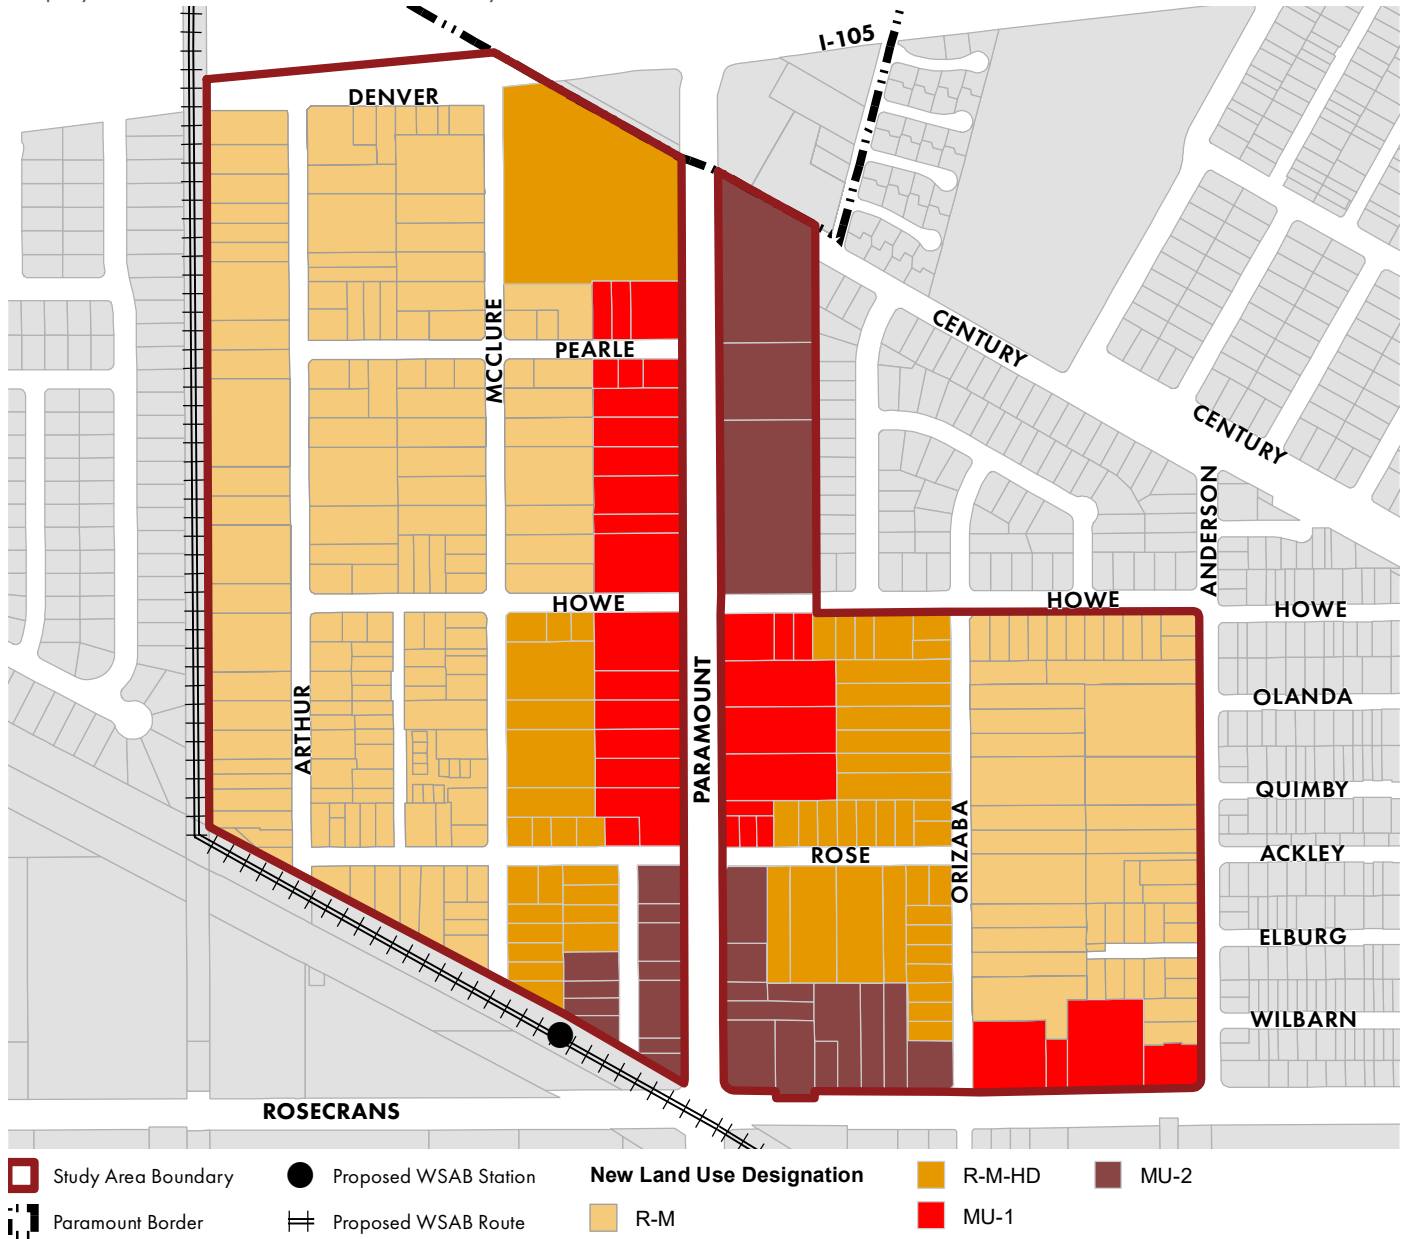 I-105
DENVER
MCCLURE
CENTURY
PEARLE
CENTURY
ANDERSON
HOWE
HOWE
HOWE
ARTHUR
PARAMOUNT
OLANDA
QUIMBY
ORIZABA
ROSE
ACKLEY
ELBURG
WILBARN
ROSECRANS
Study Area Boundary
Proposed WSAB Station
New Land Use Designation
R-M-HD
MU-2
Paramount Border
Proposed WSAB Route
R-M
MU-1